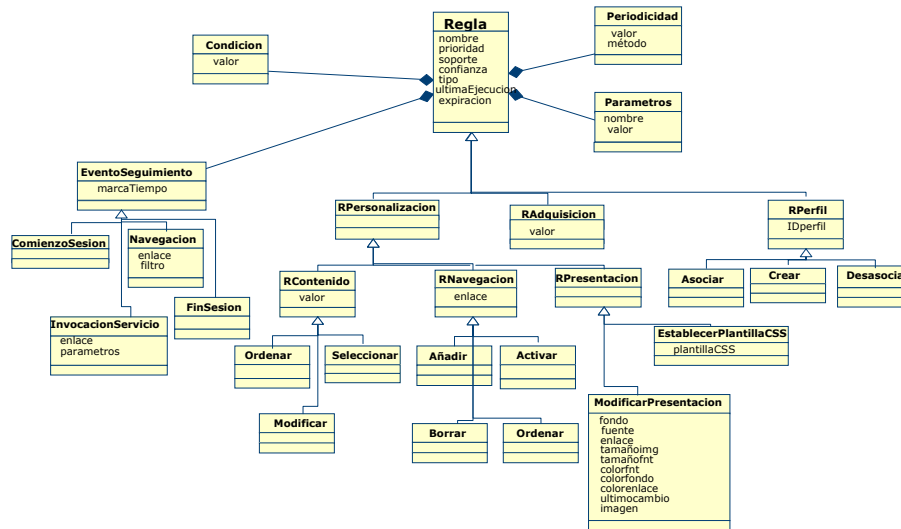 Regla
nombre
prioridad
soporte
confianza
tipo
ultimaEjecucion
expiracion
Condicion
valor
Periodicidad
valor
método
Parametros
nombre
valor
EventoSeguimiento
marcaTiempo
RPersonalizacion
RAdquisicion
valor
RPerfil
IDperfil
ComienzoSesion
Navegacion
enlace
filtro
RContenido
valor
RNavegacion
enlace
RPresentacion
Asociar
Crear
Desasocia
InvocacionServicio
enlace
parametros
FinSesion
Ordenar
Seleccionar
Añadir
Activar
EstablecerPlantillaCSS
plantillaCSS
Modificar
Borrar
Ordenar
ModificarPresentacion
fondo
fuente
enlace
tamañoimg
tamañofnt
colorfnt
colorfondo
colorenlace
ultimocambio
imagen